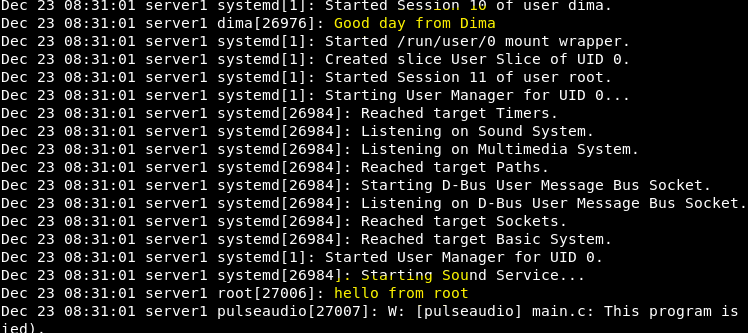 Dec 23 08:31:01 server1 systemd[1]: Started Session 10 of user dima.
Dec 23 08:31:01 server1 dima[26976]: Good day from Dima
Dec 23 08:31:01 server1 systemd[1]: Started /run/user/0 mount wrapper.
Dec 23 08:31:01 server1 systemd[1]: Created slice User Slice of UID 0.
Dec 23 08:31:01 server1 systemd[1]: Started Session 11 of user root.
Dec 23 08:31:01 server1 systemd[1]: Starting User Manager for UID 0...
Dec 23 08:31:01 server1 systemd[26984]: Reached target Timers.
Dec 23 08:31:01 server1 systemd[26984]: Listening on Sound System.
Dec 23 08:31:01 server1 systemd[26984]: Listening on Multimedia System.
Dec 23 08:31:01 server1 systemd[26984]: Reached target Paths.
Dec 23 08:31:01 server1 systemd[26984]: Starting D-Bus User Message Bus Socket.
Dec 23 08:31:01 server1 systemd[26984]: Listening on D-Bus User Message Bus Socket.
Dec 23 08:31:01 server1 systemd[26984]: Reached target Sockets.
Dec 23 08:31:01 server1 systemd[26984]: Reached target Basic System.
Dec 23 08:31:01 server1 systemd[1]: Started User Manager for UID 0.
Dec 23 08:31:01 server1 systemd[26984]: Starting Sound Service...
Dec 23 08:31:01 server1 root[27006]: hello from root
Dec 23 08:31:01 server1 pulseaudio[27007]: W: [pulseaudio] main.c: This program is
ied).